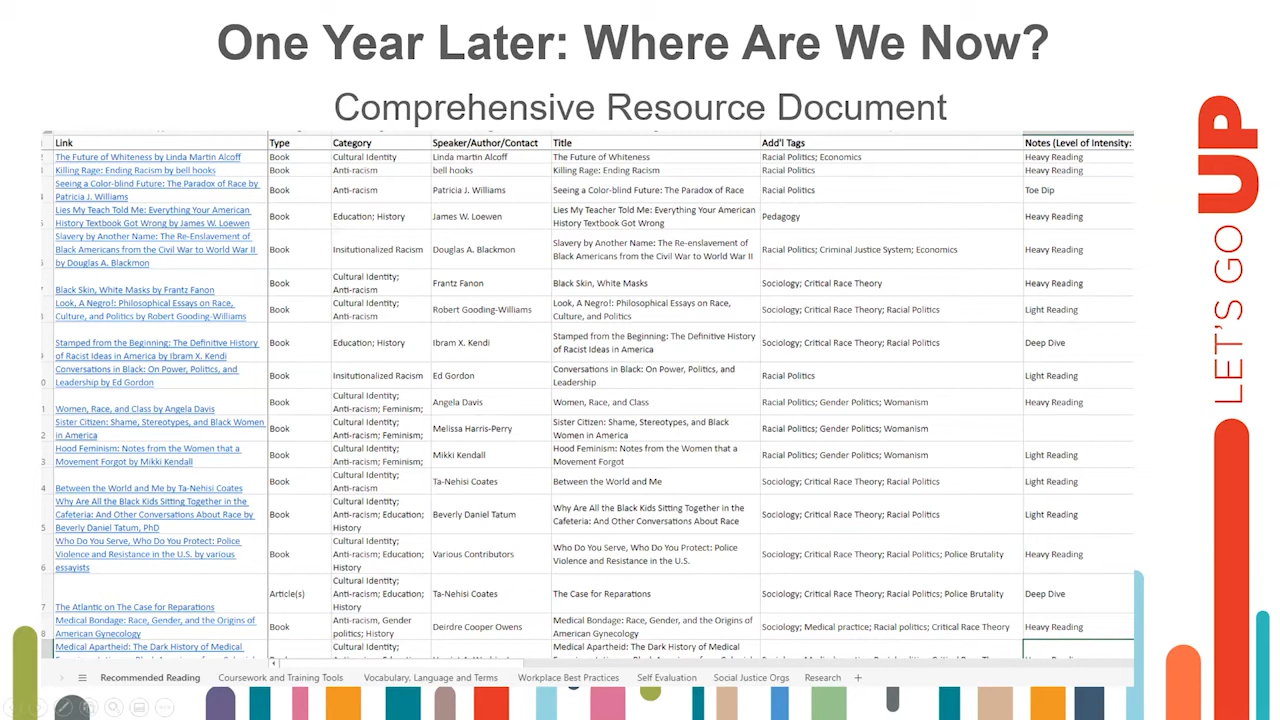 One Year Later: Where Are We Now?
Comprehensive Resource Document
Link Type Category Speaker/Author/Contact Title Add'l Tags Notes (Level of Intensity:
The Future of Whiteness by Linda Martin Alcoff Book Cultural Identity Linda martin Alcoff The Future of Whiteness Racial Politics; Economics Heavy Reading
Killing Rage: Ending Racism by bell hooks Book Anti-racism bell hooks Killing Rage: Ending Racism Racial Politics Heavy Reading
Seeing a Color-blind Future: The Paradox of Race by
Patricia J. Williams Book Anti-racism Patricia J. Williams Seeing a Color-blind Future: The Paradox of Race Racial Politics Toe Dip
Lies My Teach Told Me: Everything Your American
History Textbook Got Wrong by James W. Loewen Book Education; History James W. Loewen Lies My Teacher Told Me: Everything Your American
History Textbook Got Wrong Pedagogy Heavy Reading
Slavery by Another Name: The Re-Enslavement of
Black Americans from the Civil War to World War II
by Douglas A. Blackmon Book Insitutionalized Racism Douglas A. Blackmon Slavery by Another Name: The Re-enslavement of
Black Americans from the Civil War to World War II Racial Politics; Criminal Justice System; Economics Heavy Reading
Black Skin, White Masks by Frantz Fanon Book Cultural Identity;
Anti-racism Frantz Fanon Black Skin, White Masks Sociology; Critical Race Theory Heavy Reading
Look, A Negro!: Philosophical Essays on Race,
Culture, and Politics by Robert Gooding-Williams Book Cultural Identity;
Anti-racism Robert Gooding-Williams Look, A Negro!: Philosophical Essays on Race,
Culture, and Politics Sociology; Critical Race Theory; Racial Politics Light Reading
Stamped from the Beginning: The Definitive History
of Racist Ideas in America by Ibram X. Kendi Book Education; History Ibram X. Kendi Stamped from the Beginning: The Definitive History
of Racist Ideas in America Sociology; Critical Race Theory; Racial Politics Deep Dive
Conversations in Black: On Power, Politics, and
Leadership by Ed Gordon Book Insitutionalized Racism Ed Gordon Conversations in Black: On Power, Politics, and
Leadership Racial Politics Light Reading
Women, Race, and Class by Angela Davis Book Cultural Identity;
Anti-racism; Feminism; Angela Davis Women, Race, and Class Racial Politics; Gender Politics; Womanism Heavy Reading
Sister Citizen: Shame, Stereotypes, and Black Women
in America Book Cultural Identity;
Anti-racism; Feminism; Melissa Harris-Perry Sister Citizen: Shame, Stereotypes, and Black
Women in America Racial Politics; Gender Politics; Womanism
Hood Feminism: Notes from the Women that a
Movement Forgot by Mikki Kendall Book Cultural Identity;
Anti-racism; Feminism; Mikki Kendall Hood Feminism: Notes from the Women that a
Movement Forgot Racial Politics; Gender Politics; Womanism Light Reading
Between the World and Me by Ta-Nehisi Coates Book Cultural Identity;
Anti-racism Ta-Nehisi Coates Between the World and Me Sociology; Critical Race Theory; Racial Politics Light Reading
Why Are All the Black Kids Sitting Together in the
Cafeteria: And Other Conversations About Race by
Beverly Daniel Tatum, PhD Book Cultural Identity;
Anti-racism; Education;
History Beverly Daniel Tatum Why Are All the Black Kids Sitting Together in the
Cafeteria: And Other Conversations About Race Sociology; Critical Race Theory; Racial Politics Light Reading
Who Do You Serve, Who Do You Protect: Police
Violence and Resistance in the U.S. by various
essayists Book Cultural Identity;
Anti-racism; Education;
History Various Contributors Who Do You Serve, Who Do You Protect: Police
Violence and Resistance in the U.S. Sociology; Critical Race Theory; Racial Politics; Police Brutality Heavy Reading
The Atlantic on The Case for Reparations Article(s) Cultural Identity;
Anti-racism; Education;
History Ta-Nehisi Coates The Case for Reparations Sociology; Critical Race Theory; Racial Politics; Police Brutality Deep Dive
Medical Bondage: Race, Gender, and the Origins of
American Gynecology Book Anti-racism, Gender
politics; History Deirdre Cooper Owens Medical Bondage: Race, Gender, and the Origins of
American Gynecology Sociology; Medical practice; Racial politics; Critical Race Theory Heavy Reading
Medical Apartheid: The Dark History of Medical Cultural Identity; Medical Apartheid: The Dark History of Medical
Recommended Reading Coursework and Training Tools Vocabulary. Language and Terms Workplace Best Practices Self Evaluation Social Justice Orgs Research
LET'S GO UP